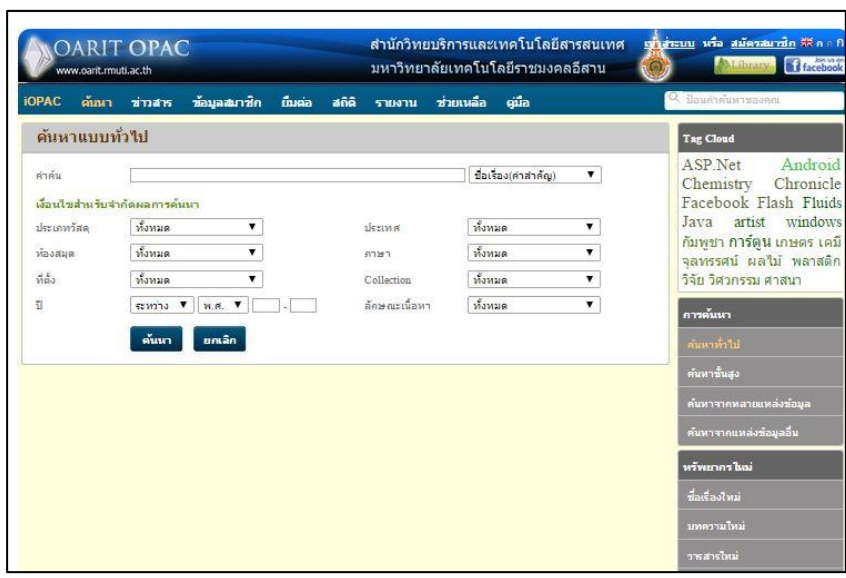 OARIT OPAC
www.oarit.rmuti.ac.th
สำนักวิทยบริการและเทคโนโลยีสารสนเทศ
มหาวิทยาลัยเทคโนโลยีราชมงคลอีสาน
เข้าสู่ระบบ หรือ สมัครสมาชิก ก ก ก
Library Join us on facebook
iOPAC ค้นหา ข่าวสาร ข้อมูลสมาชิก ยืมต่อ สถิติ รายงาน ช่วยเหลือ คู่มือ
ป้อนคำค้นหาของคุณ
ค้นหาแบบทั่วไป
คำค้น ชื่อเรื่อง(คำสำคัญ)
เงื่อนไขสำหรับจำกัดผลการค้นหา
ประเภทวัสดุ ทั้งหมด ประเทศ ทั้งหมด
ห้องสมุด ทั้งหมด ภาษา ทั้งหมด
ที่ตั้ง ทั้งหมด Collection ทั้งหมด
ปี ระหว่าง พ.ศ. - ลักษณะเนื้อหา ทั้งหมด
ค้นหา ยกเลิก
Tag Cloud
ASP.Net Android
Chemistry Chronicle
Facebook Flash Fluids
Java artist windows
กัมพูชา การ์ตูน เกษตร เคมี
จุลทรรศน์ ผลไม้ พลาสติก
วิจัย วิศวกรรม ศาสนา
การค้นหา
ค้นหาทั่วไป
ค้นหาขั้นสูง
ค้นหาจากหลายแหล่งข้อมูล
ค้นหาจากแหล่งข้อมูลอื่น
ทรัพยากรใหม่
ชื่อเรื่องใหม่
บทความใหม่
วารสารใหม่